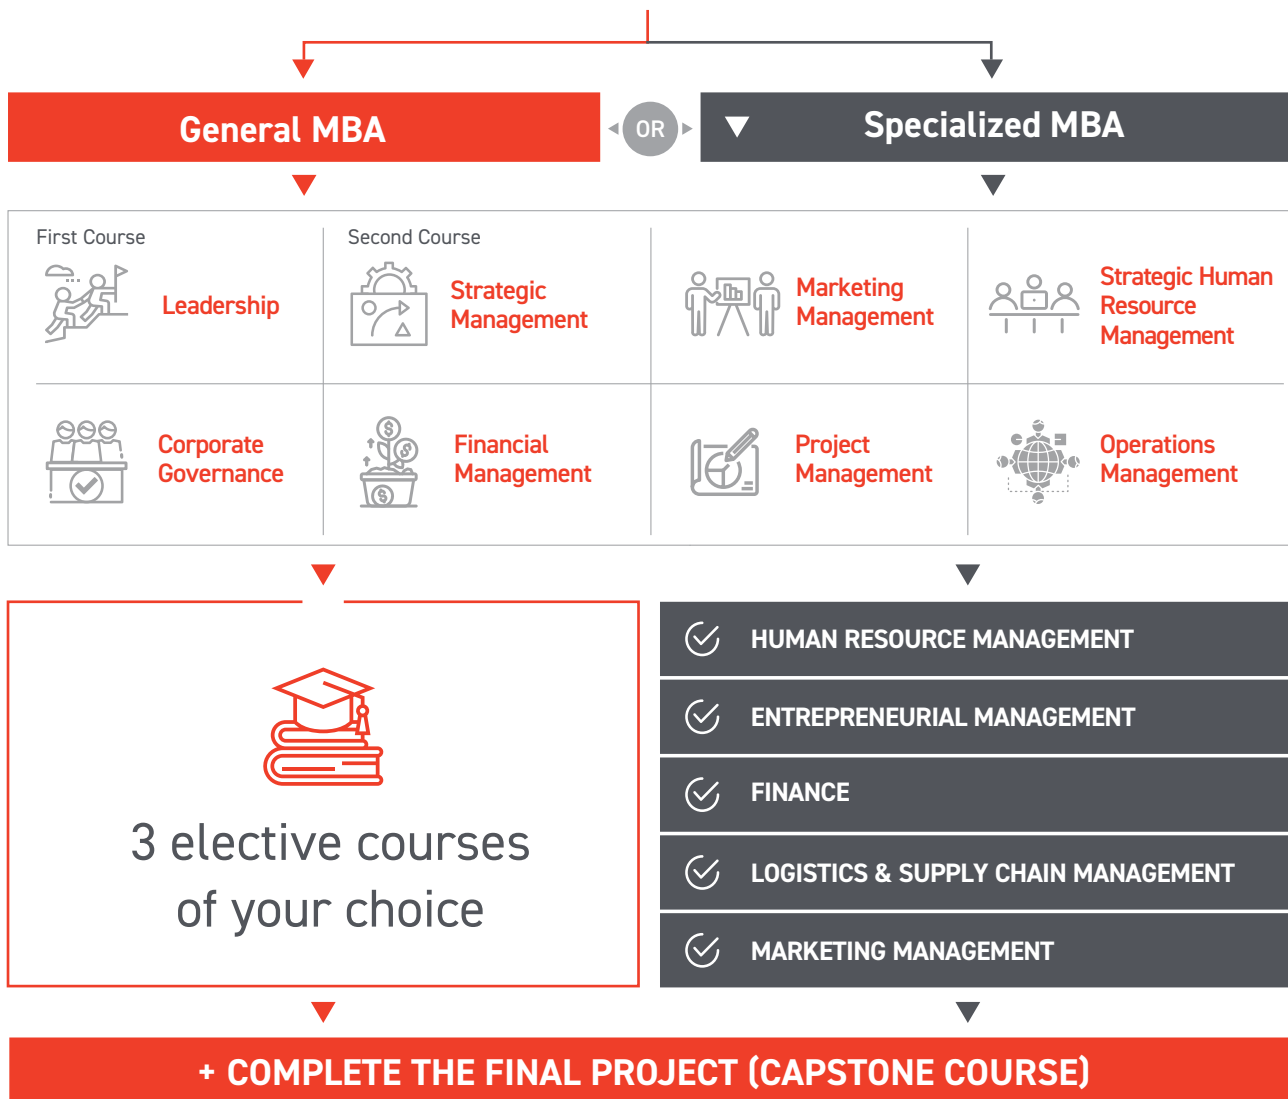 General MBA
OR
Specialized MBA
First Course
Leadership
Second Course
Strategic
Management
Marketing
Management
Strategic Human
Resource
Management
Corporate
Governance
Financial
Management
Project
Management
Operations
Management
3 elective courses
of your choice
HUMAN RESOURCE MANAGEMENT
ENTREPRENEURIAL MANAGEMENT
FINANCE
LOGISTICS & SUPPLY CHAIN MANAGEMENT
MARKETING MANAGEMENT
+ COMPLETE THE FINAL PROJECT (CAPSTONE COURSE)